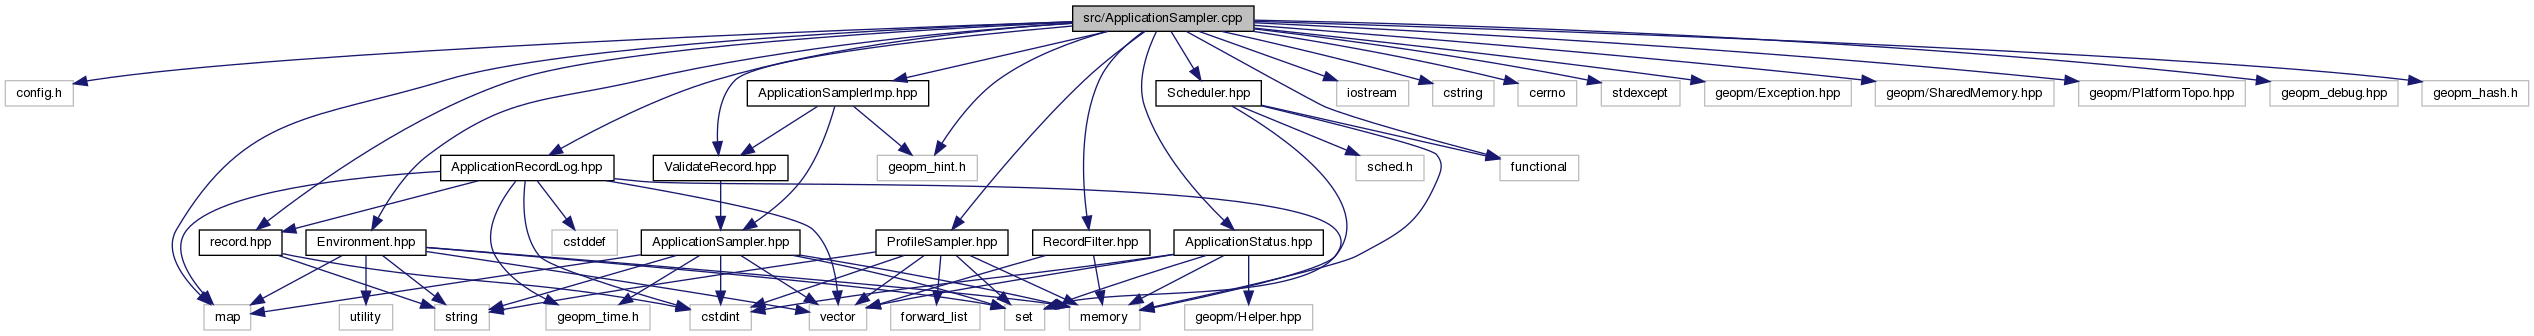 src/ApplicationSampler.cpp
config.h
ApplicationSamplerImp.hpp
Scheduler.hpp
iostream
cstring
cerrno
stdexcept
geopm/Exception.hpp
geopm/SharedMemory.hpp
geopm/PlatformTopo.hpp
geopm_debug.hpp
geopm_hash.h
ApplicationRecordLog.hpp
ValidateRecord.hpp
geopm_hint.h
sched.h
functional
record.hpp
Environment.hpp
cstddef
ApplicationSampler.hpp
ProfileSampler.hpp
RecordFilter.hpp
ApplicationStatus.hpp
map
utility
string
geopm_time.h
cstdint
vector
forward_list
set
memory
geopm/Helper.hpp